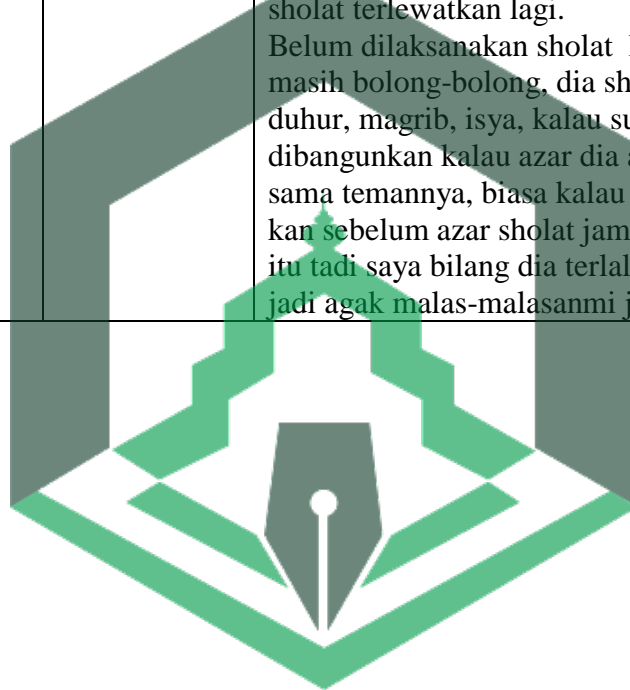 sholat terlewatkan lagi.
Belum dilaksanakan sholat
masih bolong-bolong, dia sh
duhur, magrib, isya, kalau su
dibangunkan kalau azar dia a
sama temannya, biasa kalau
kan sebelum azar sholat jam
itu tadi saya bilang dia terlal
jadi agak malas-malasanmi j